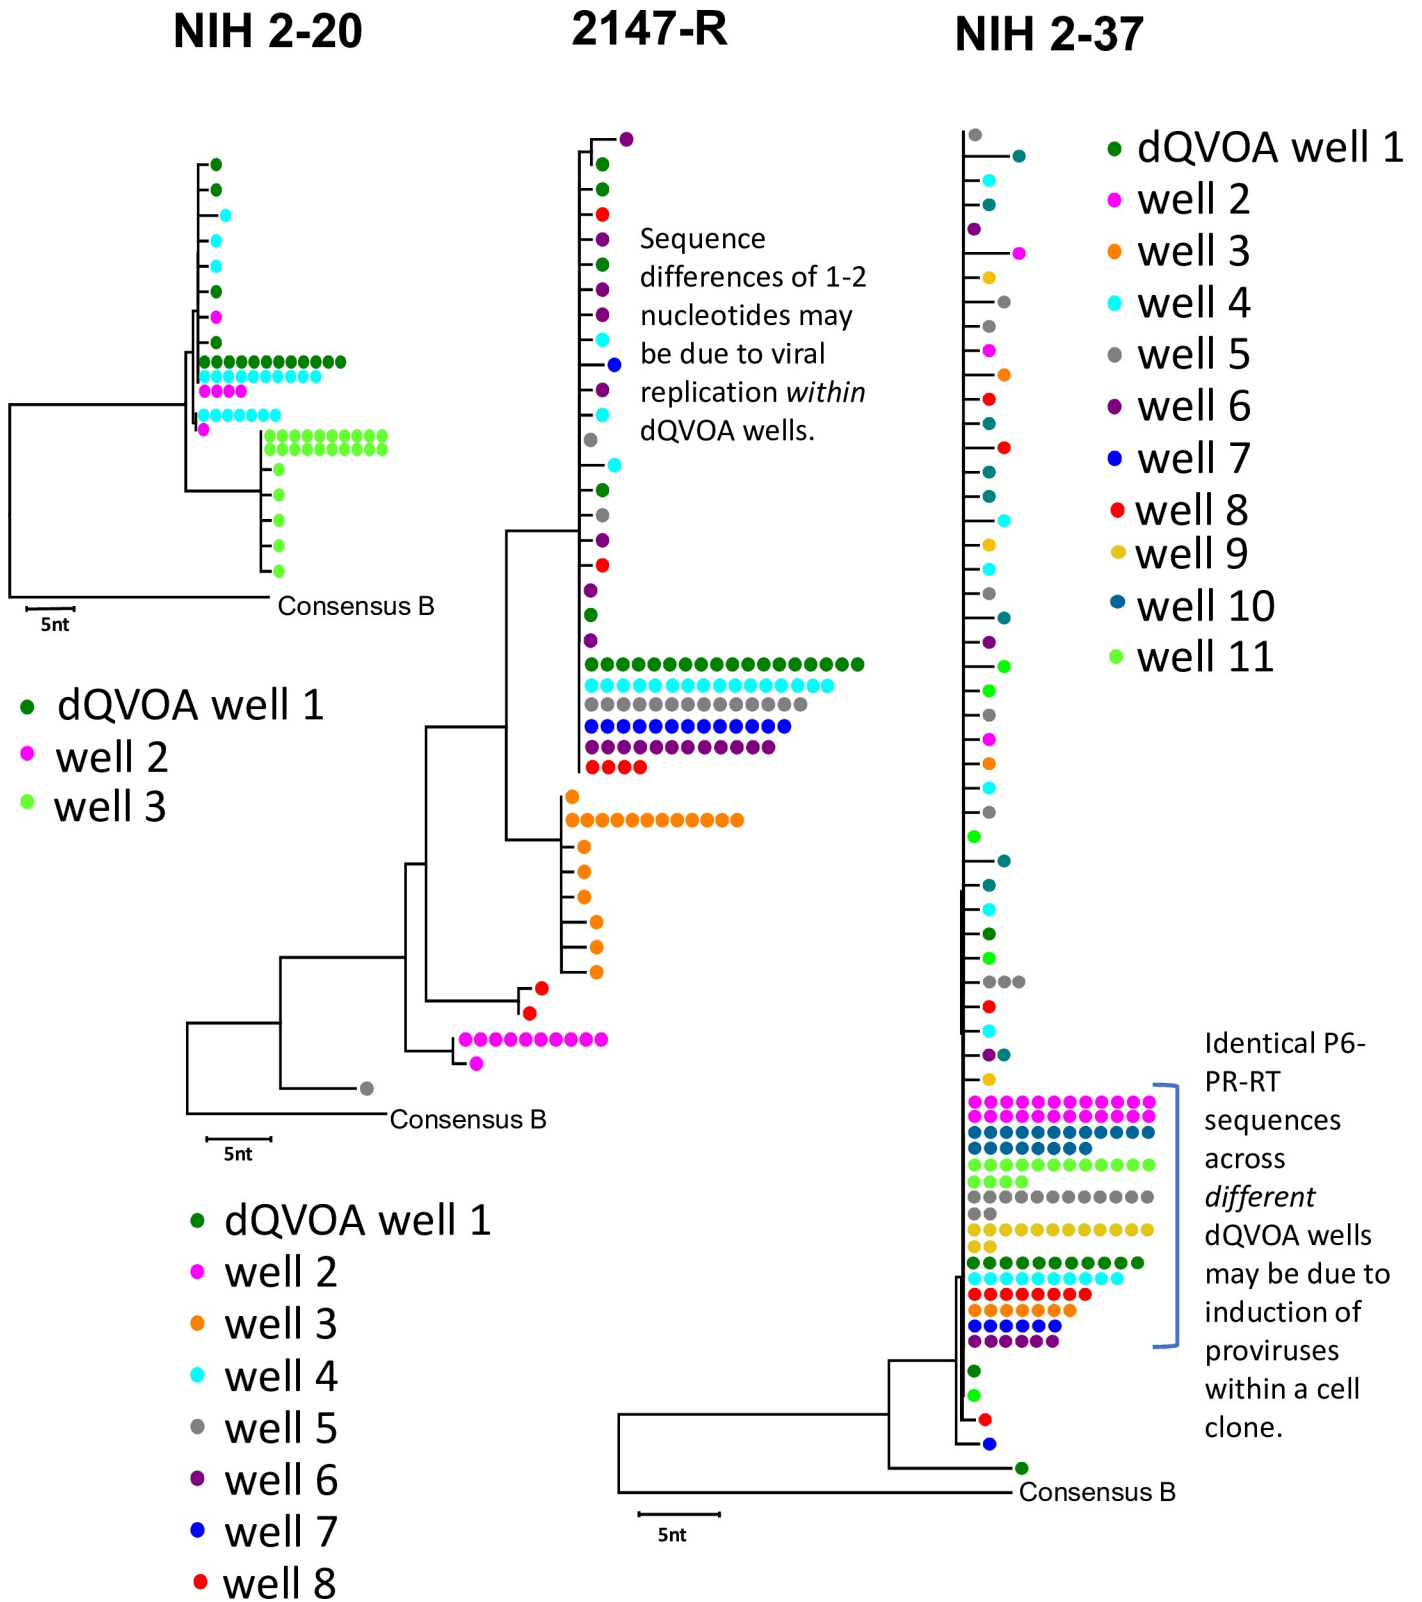 NIH 2-20
2147-R
NIH 2-37
dQVOA well 1
well 2
well 3
well 4
well 5
well 6
well 7
well 8
well 9
well 10
well 11
Sequence
differences of 1-2
nucleotides may
be due to viral
replication within
dQVOA wells.
Consensus B
5nt
dQVOA well 1
well 2
well 3
Consensus B
5nt
dQVOA well 1
well 2
well 3
well 4
well 5
well 6
well 7
well 8
Identical P6-
PR-RT
sequences
across
different
dQVOA wells
may be due to
induction of
proviruses
within a cell
clone.
Consensus B
5nt